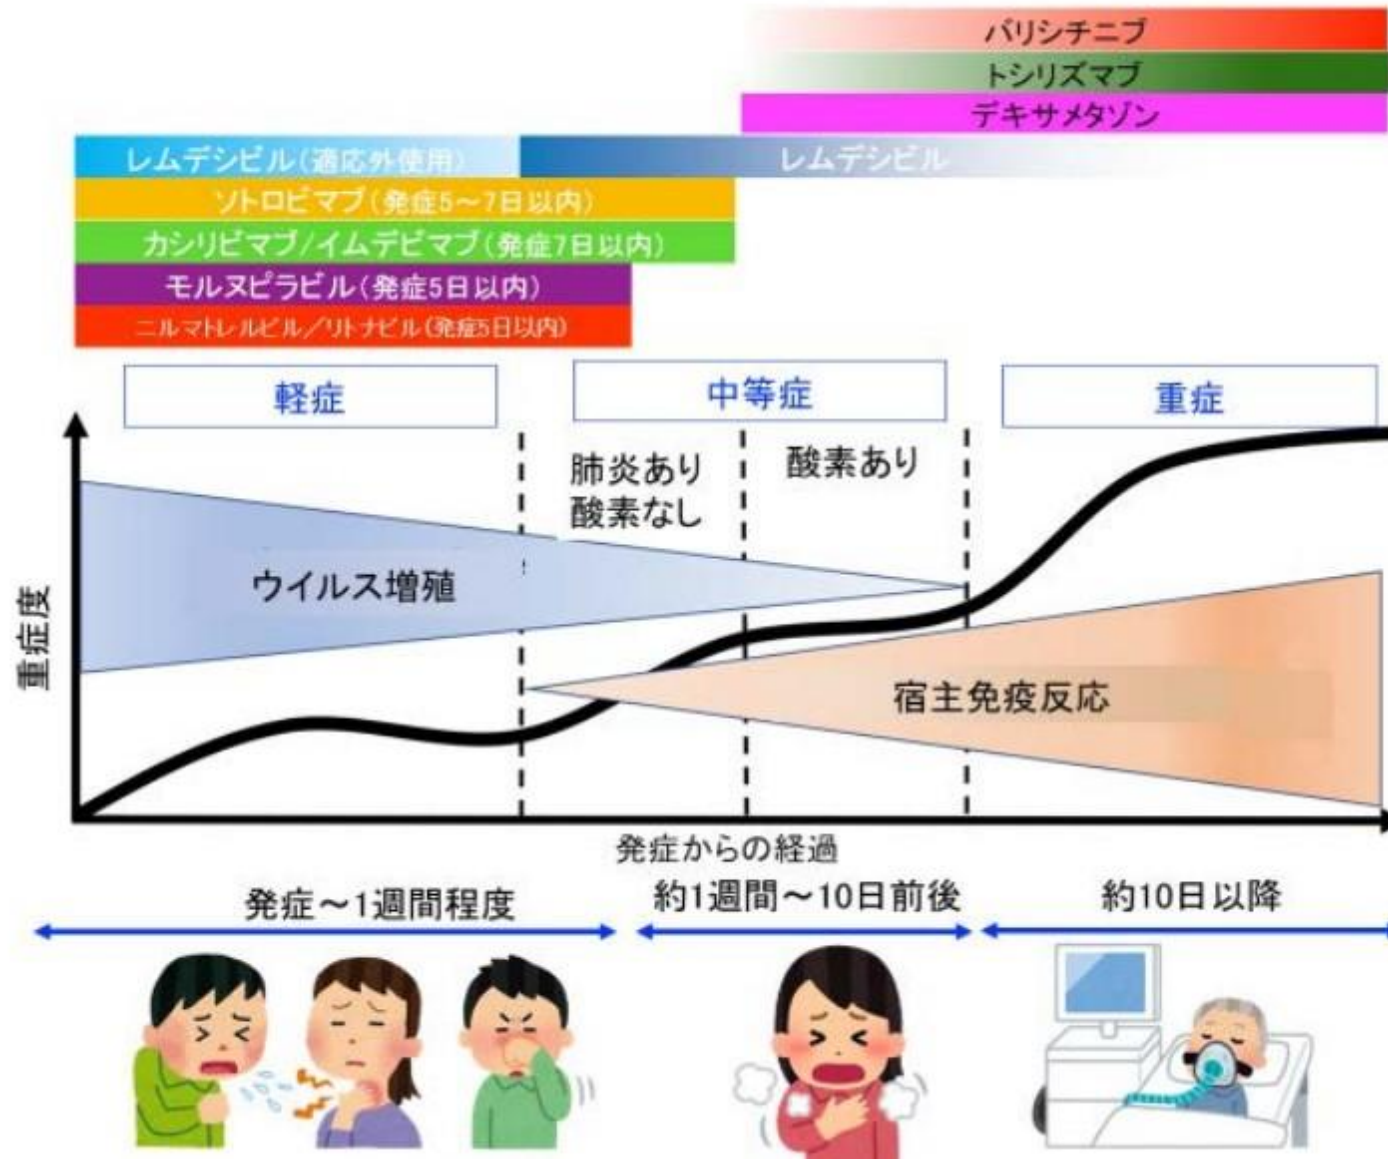 バリシチニブ
トシリズマブ
デキサメタゾン
レムデシビル(適応外使用) レムデシビル
ソトロビマブ(発症5～7日以内)
カシリビマブ/イムデビマブ(発症7日以内)
モルヌピラビル(発症5日以内)
ニルマトレルビル／リトナビル(発症5日以内)
軽症 中等症 重症
肺炎あり 酸素あり
酸素なし
ウイルス増殖
重症度
宿主免疫反応
発症からの経過
発症～1週間程度 約1週間～10日前後 約10日以降